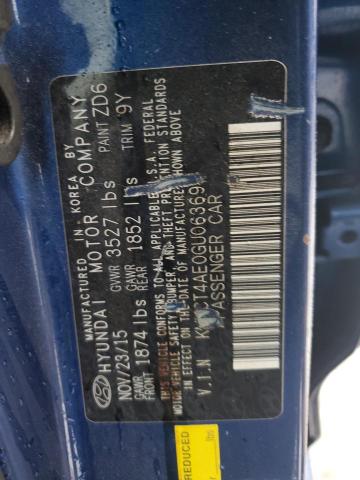 MANUFACTURED IN KOREA BY
HYUNDAI MOTOR COMPANY
NOV/23/15 GVWR 3527 lbs PAINT ZD6
GAWR FRONT 1874 lbs GAWR REAR 1852 lbs TRIM 9Y
THIS VEHICLE CONFORMS TO ALL APPLICABLE U.S.A. FEDERAL
MOTOR VEHICLE SAFETY, BUMPER, AND THEFT PREVENTION STANDARDS
IN EFFECT ON THE DATE OF MANUFACTURE SHOWN ABOVE.
V.I.N CT4AE0GU06369
PASSENGER CAR
REDUCED
lbs